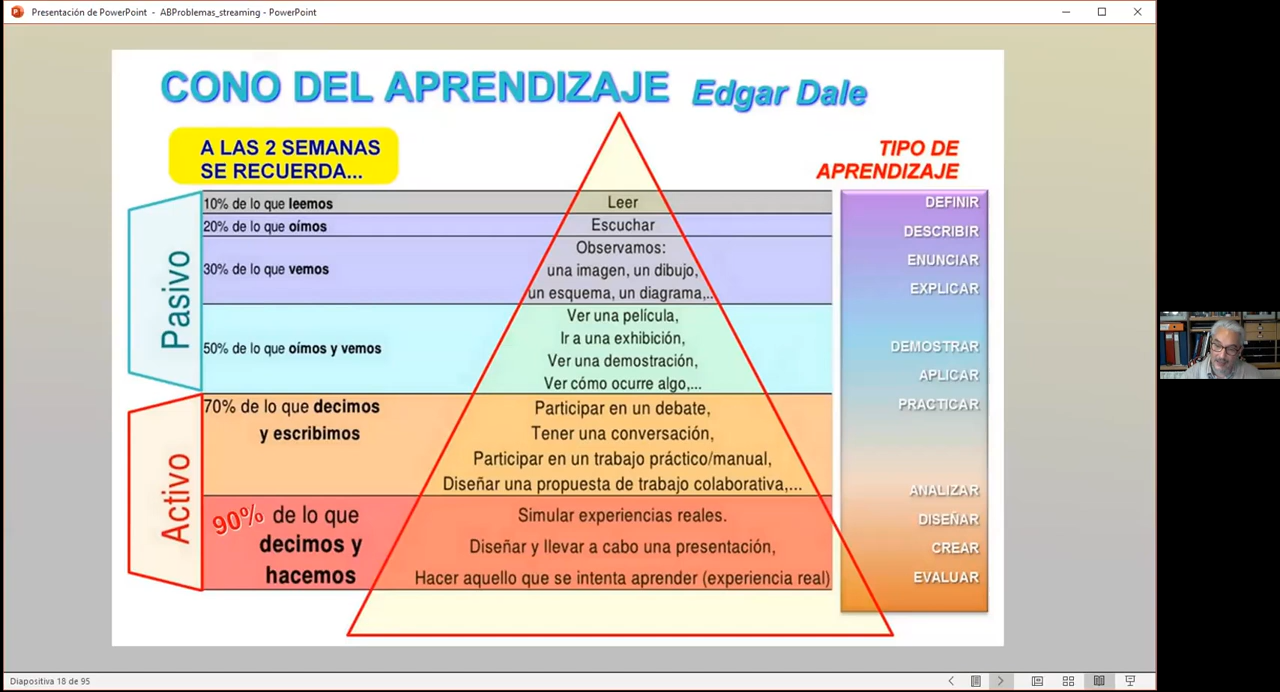 Presentación de PowerPoint - ABProblemas_streaming - PowerPoint
CONO DEL APRENDIZAJE Edgar Dale
A LAS 2 SEMANAS
SE RECUERDA...
TIPO DE
APRENDIZAJE
Pasivo
10% de lo que leemos
20% de lo que oímos
30% de lo que vemos
50% de lo que oímos y vemos
Activo
70% de lo que decimos
y escribimos
90% de lo que
decimos y
hacemos
Leer
Escuchar
Observamos:
una imagen, un dibujo,
un esquema, un diagrama,..
Ver una película,
Ir a una exhibición,
Ver una demostración,
Ver cómo ocurre algo,...
Participar en un debate,
Tener una conversación,
Participar en un trabajo práctico/manual,
Diseñar una propuesta de trabajo colaborativa,...
Simular experiencias reales.
Diseñar y llevar a cabo una presentación,
Hacer aquello que se intenta aprender (experiencia real)
DEFINIR
DESCRIBIR
ENUNCIAR
EXPLICAR
DEMOSTRAR
APLICAR
PRACTICAR
ANALIZAR
DISEÑAR
CREAR
EVALUAR
Diapositiva 18 de 95